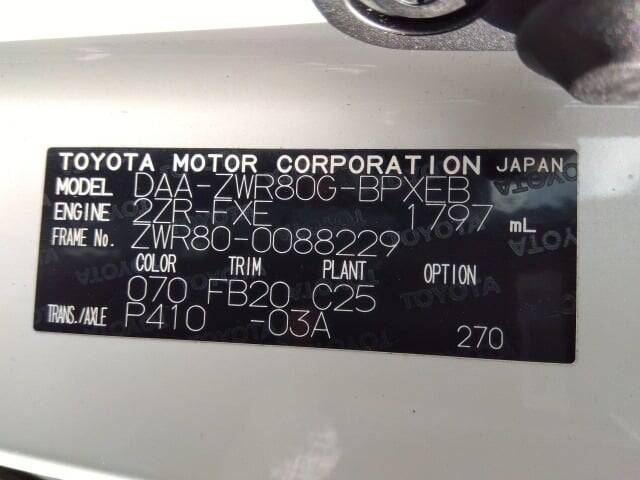 TOYOTA MOTOR CORPORATION JAPAN
MODEL DAA-ZWR80G-BPXEB
ENGINE 2ZR-FXE 1797 mL
FRAME No. ZWR80-0088229
COLOR TRIM PLANT OPTION
070 FB20 C25
TRANS./AXLE P410 -03A 270